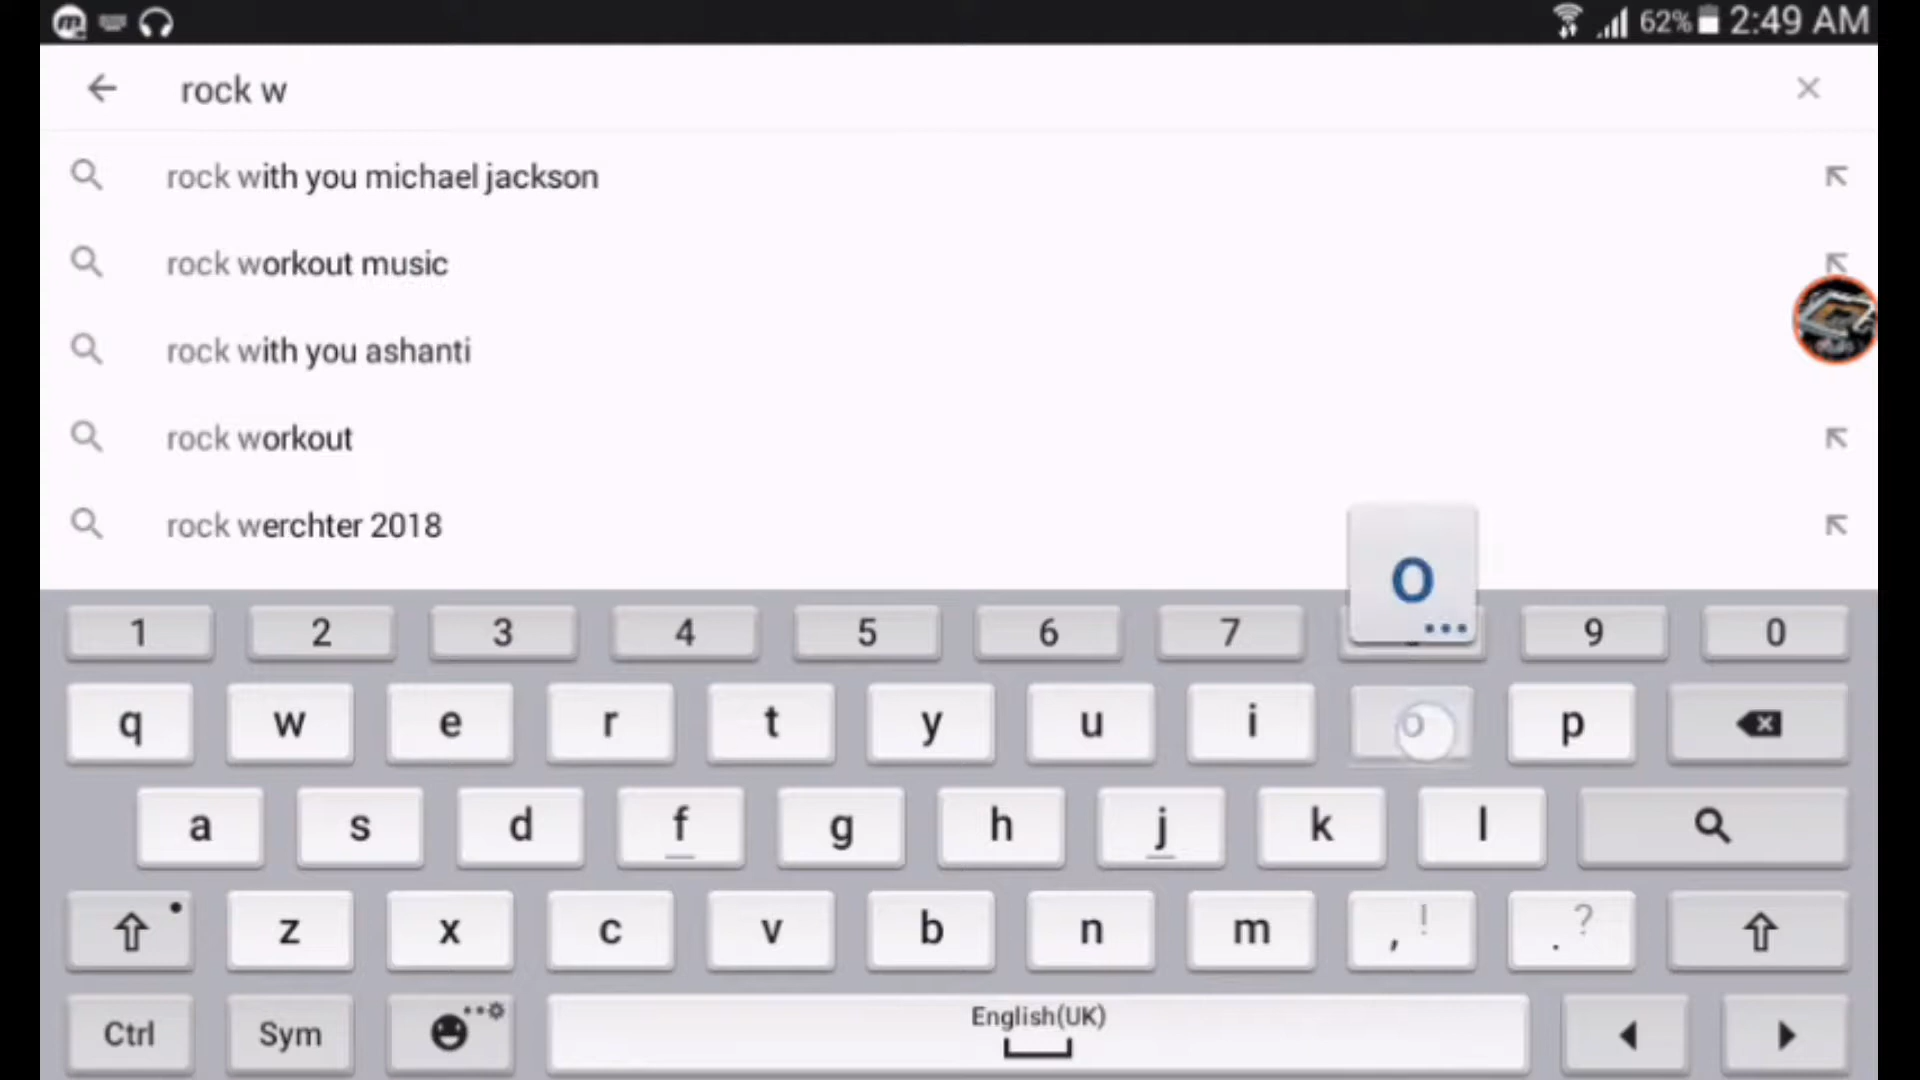 62% 2:49 AM
rock w
rock with you michael jackson
rock workout music
rock with you ashanti
rock workout
rock werchter 2018
o
1 2 3 4 5 6 7 9 0
q w e r t y u i o p
a s d f g h j k l
z x c v b n m , ! . ?
Ctrl Sym English(UK)